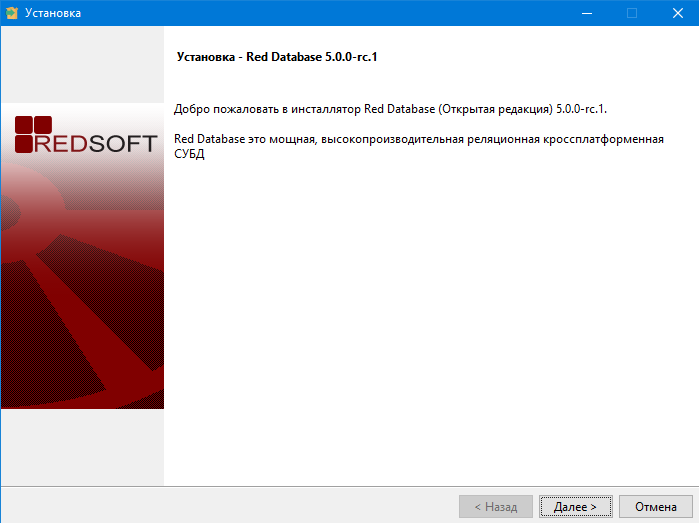 Установка
Установка - Red Database 5.0.0-rc.1
REDSOFT
Добро пожаловать в инсталлятор Red Database (Открытая редакция) 5.0.0-rc.1.
Red Database это мощная, высокопроизводительная реляционная кроссплатформенная
СУБД
< Назад
Далее >
Отмена